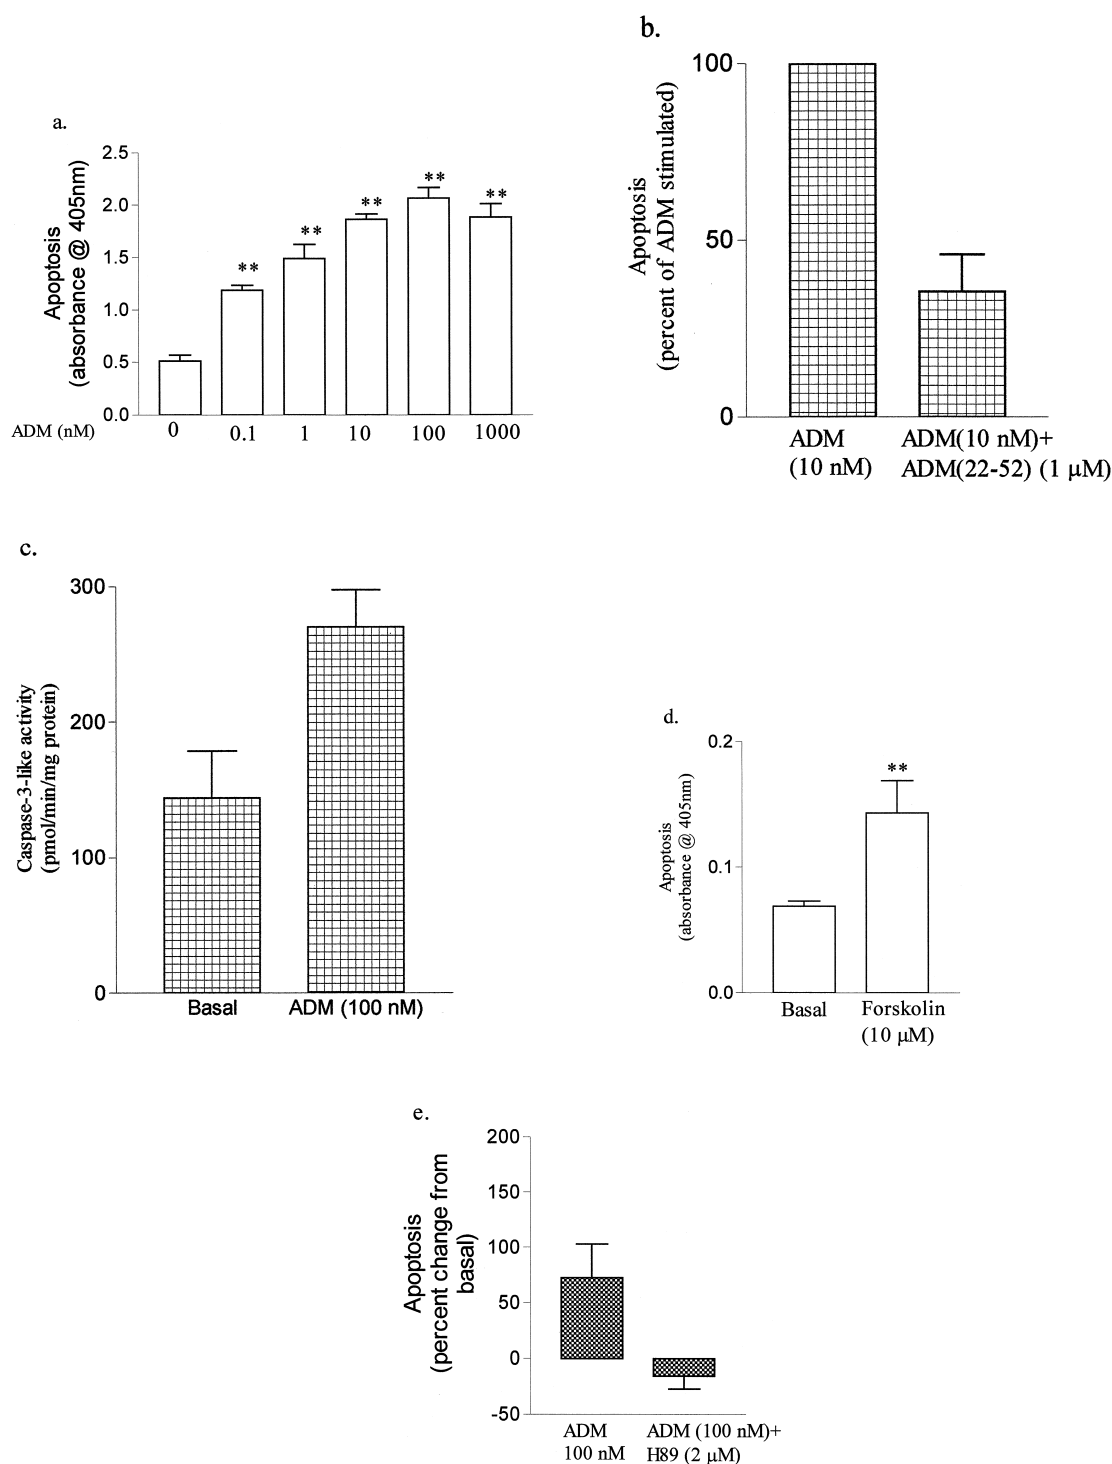 a.
Apoptosis
(absorbance @ 405nm)
2.5
2.0
1.5
1.0
0.5
0.0
** ** ** ** **
ADM (nM) 0 0.1 1 10 100 1000
b.
Apoptosis
(percent of ADM stimulated)
100
50
0
ADM
(10 nM)
ADM(10 nM)+
ADM(22-52) (1 µM)
c.
Caspase-3-like activity
(pmol/min/mg protein)
300
200
100
0
Basal ADM (100 nM)
d.
Apoptosis
(absorbance @ 405nm)
0.2
0.1
0.0
**
Basal
Forskolin
(10 µM)
e.
Apoptosis
(percent change from
basal)
200
150
100
50
0
-50
ADM
100 nM
ADM (100 nM)+
H89 (2 µM)